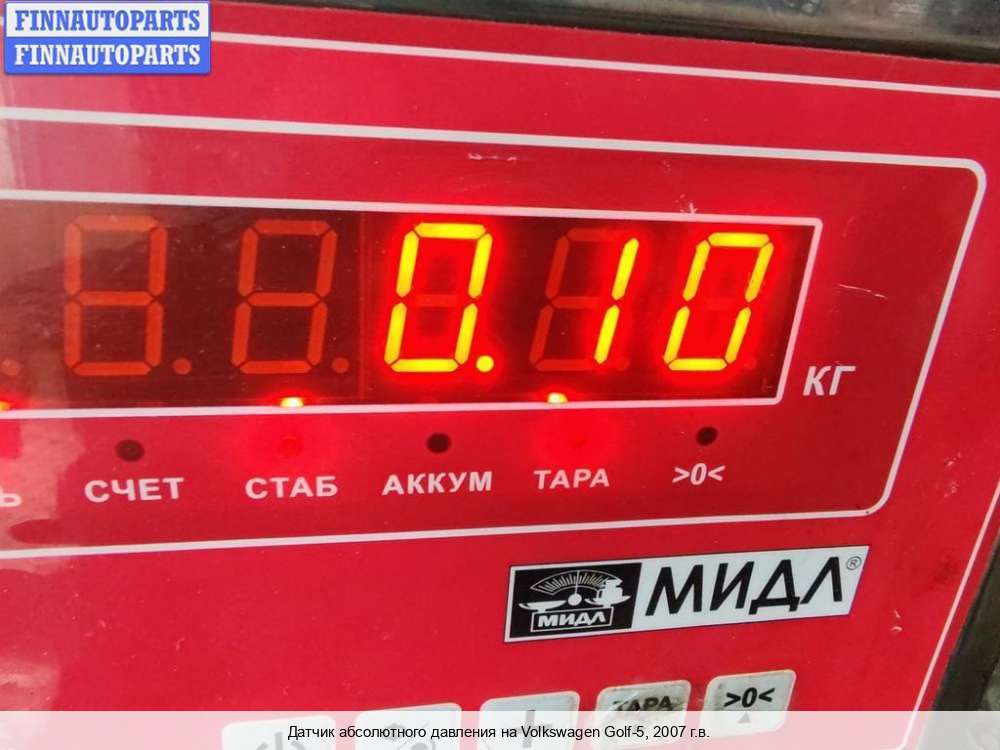 FINNAUTOPARTS
FINNAUTOPARTS
0.10
КГ
Ь СЧЕТ СТАБ АККУМ ТАРА >0<
МИДЛ МИДЛ®
ТАРА >0<
Датчик абсолютного давления на Volkswagen Golf-5, 2007 г.в.